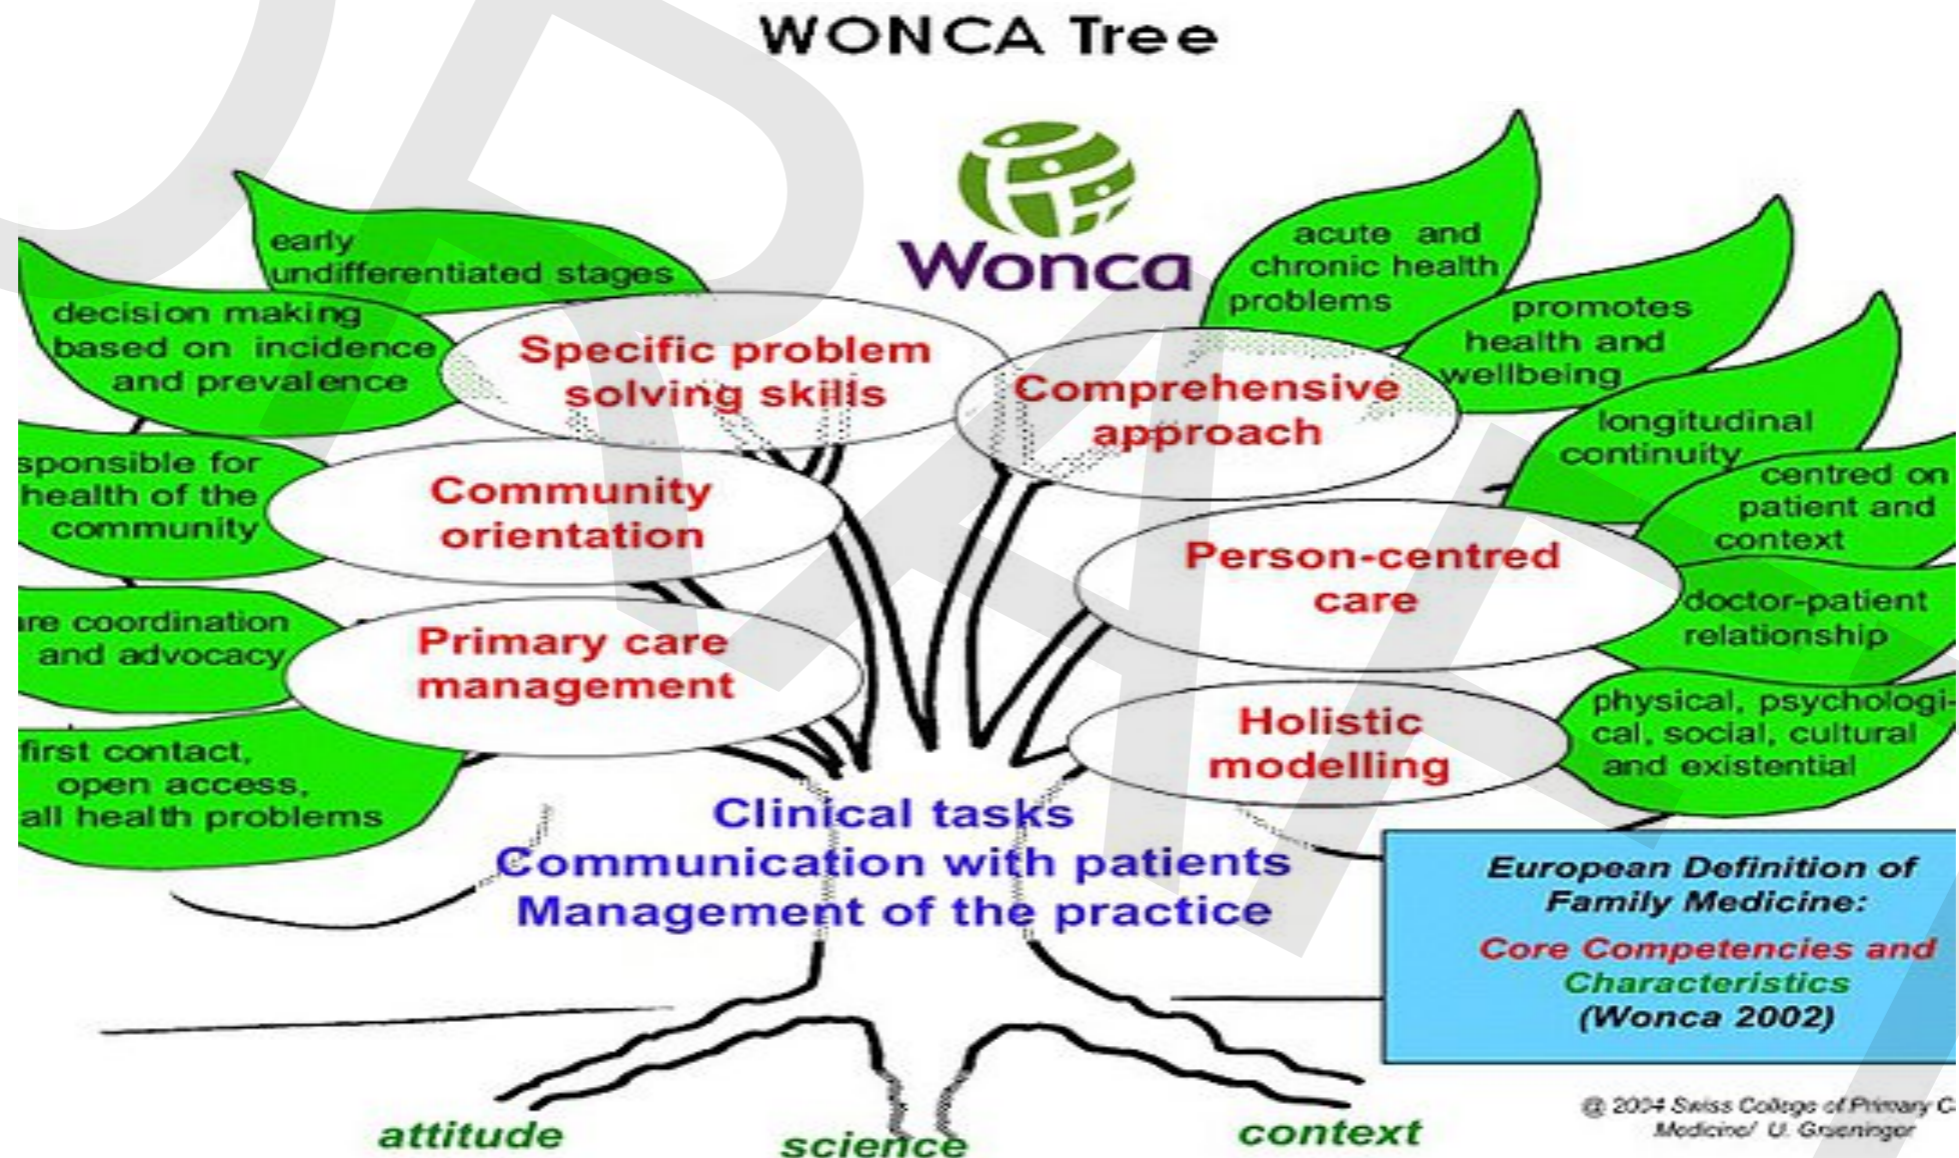 WONCA Tree
Wonca
early
undifferentiated stages
decision making
based on incidence
and prevalence
sponsible for
health of the
community
re coordination
and advocacy
first contact,
open access,
all health problems
Specific problem
solving skills
Community
orientation
Primary care
management
Comprehensive
approach
Person-centred
care
Holistic
modelling
acute and
chronic health
problems
promotes
health and
wellbeing
longitudinal
continuity
centred on
patient and
context
doctor-patient
relationship
physical, psychologi-
cal, social, cultural
and existential
Clinical tasks
Communication with patients
Management of the practice
European Definition of
Family Medicine:
Core Competencies and
Characteristics
(Wonca 2002)
attitude
science
context
@ 2004 Swiss College of Primary C
Medicine/ U. Grueninger